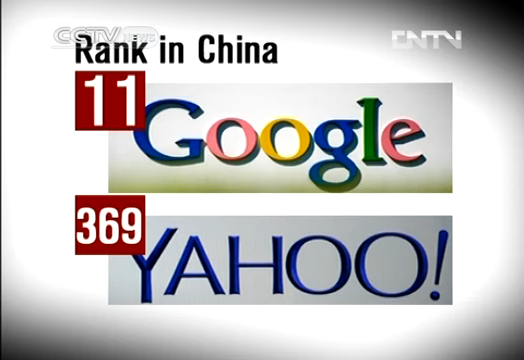 CCTV NEWS
CNTV
Rank in China
11
Google
369
YAHOO!